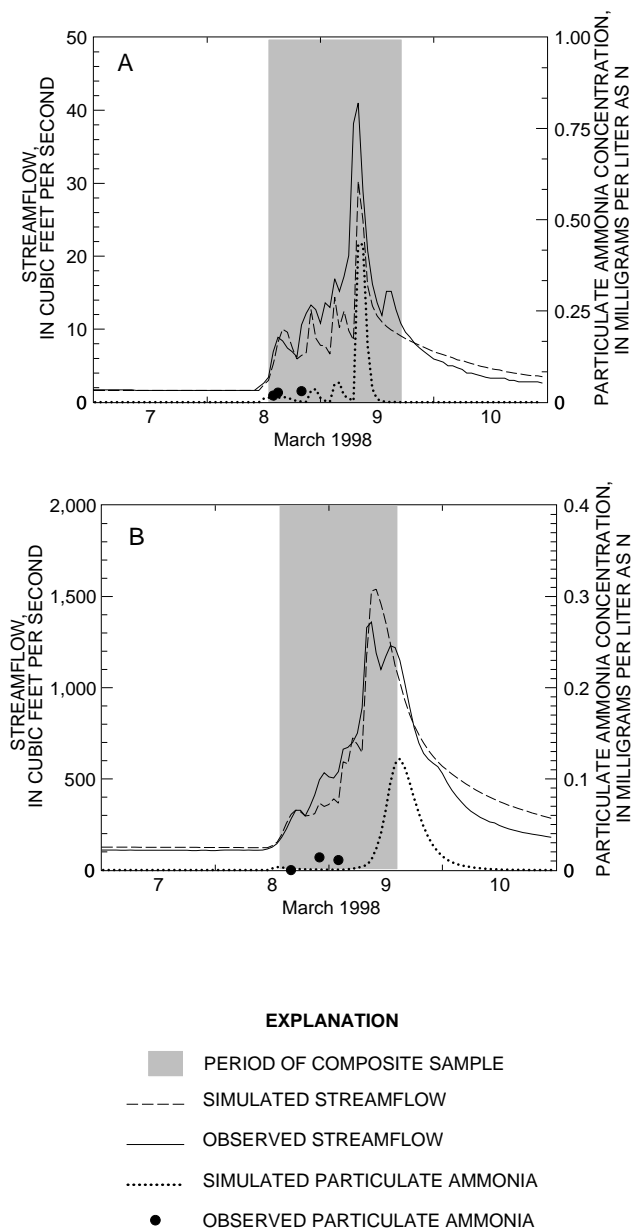 A
STREAMFLOW,
IN CUBIC FEET PER SECOND
50
40
30
20
10
0
PARTICULATE AMMONIA CONCENTRATION,
IN MILLIGRAMS PER LITER AS N
1.00
0.75
0.50
0.25
0
7 8 9 10
March 1998
B
STREAMFLOW,
IN CUBIC FEET PER SECOND
2,000
1,500
1,000
500
0
PARTICULATE AMMONIA CONCENTRATION,
IN MILLIGRAMS PER LITER AS N
0.4
0.3
0.2
0.1
0
7 8 9 10
March 1998
EXPLANATION
PERIOD OF COMPOSITE SAMPLE
SIMULATED STREAMFLOW
OBSERVED STREAMFLOW
SIMULATED PARTICULATE AMMONIA
OBSERVED PARTICULATE AMMONIA